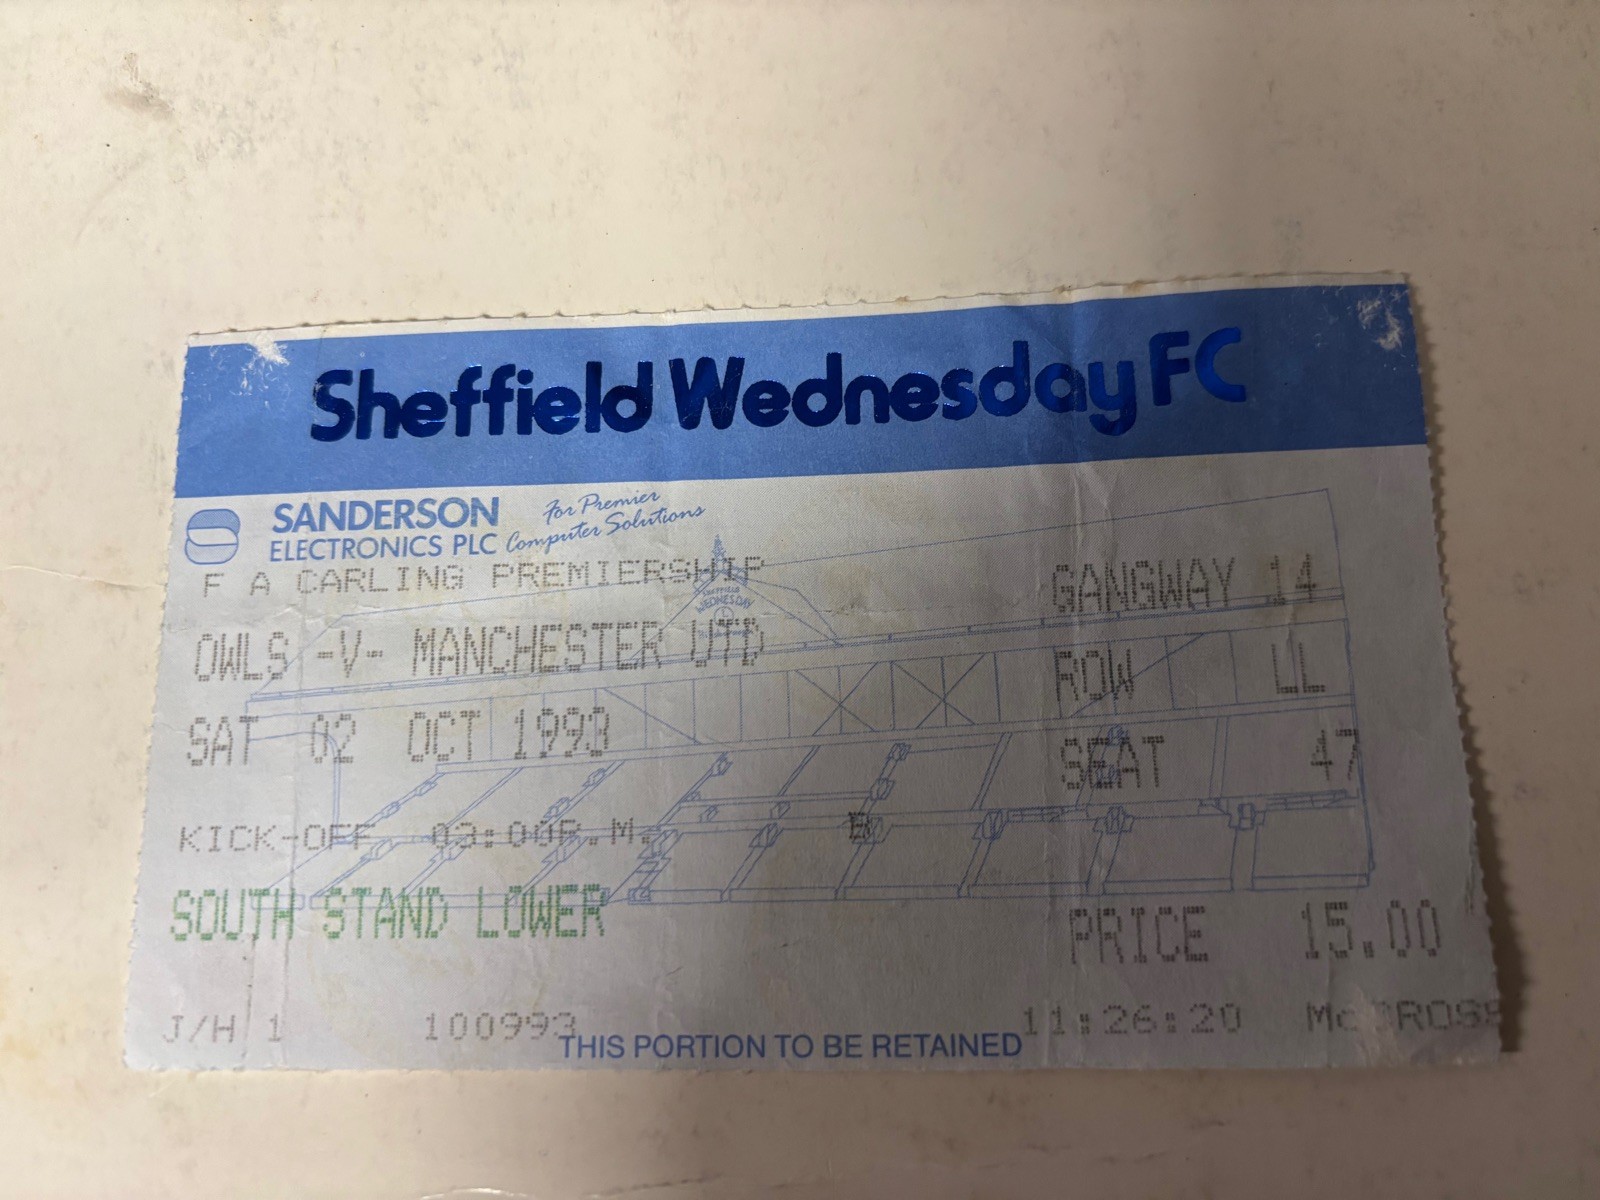 Sheffield Wednesday FC
SANDERSON
ELECTRONICS PLC
For Premier
Computer Solutions
F A CARLING PREMIERSHIP
GANGWAY 14
SHEFFIELD
WEDNESDAY
OWLS -V- MANCHESTER UTD
ROW LL
SAT 02 OCT 1993
SEAT 47
KICK-OFF 03:00P.M.
SOUTH STAND LOWER
PRICE 15.00
J/H 1 100993
11:26:20
THIS PORTION TO BE RETAINED